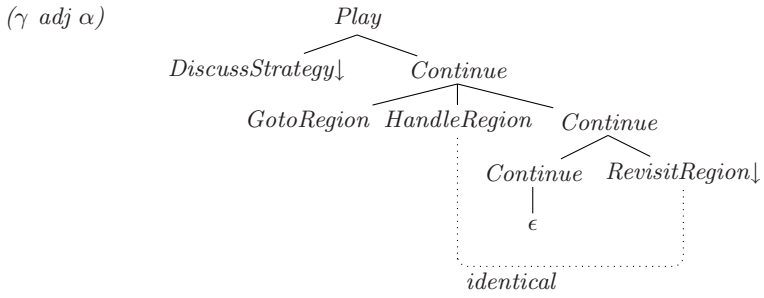 (γ adj α) Play
DiscussStrategy↓ Continue
GotoRegion HandleRegion Continue
Continue RevisitRegion↓
ϵ
identical